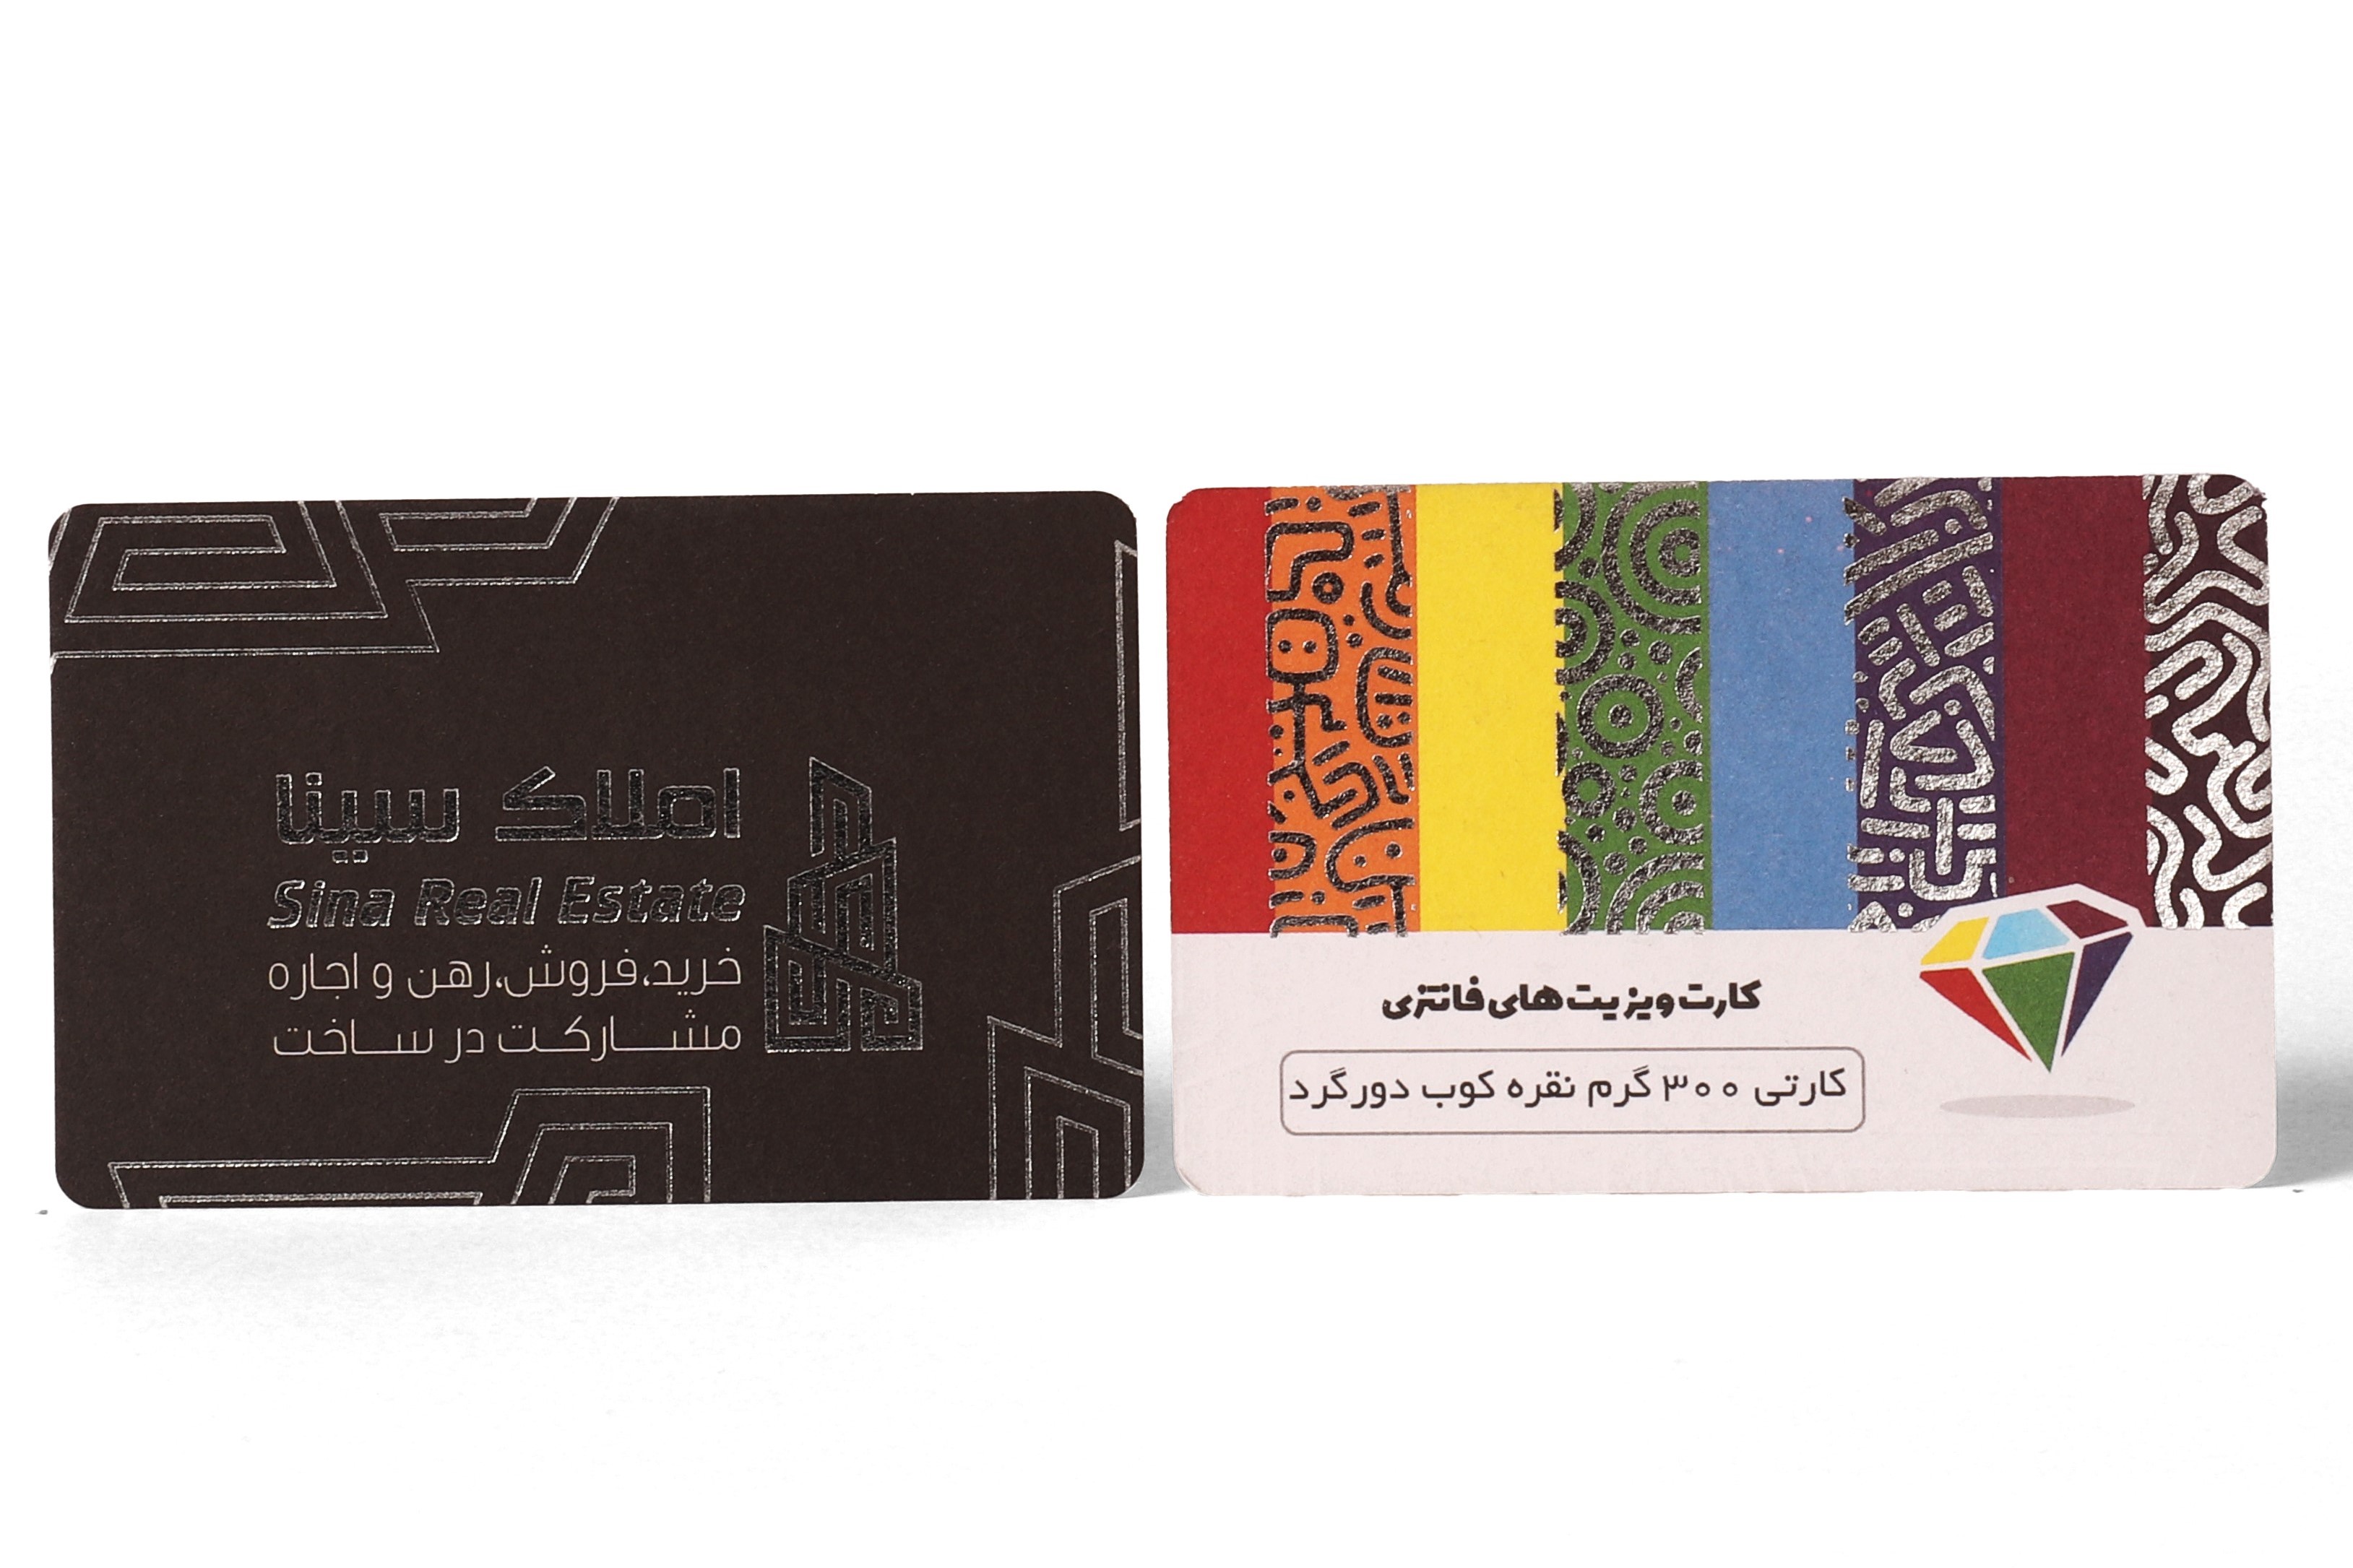 املاک سینا
Sina Real Estate
خرید،فروش،رهن و اجاره
مشارکت در ساخت
کارت ویزیت های فانتزی
کارتی ۳۰۰ گرم نقره کوب دورگرد